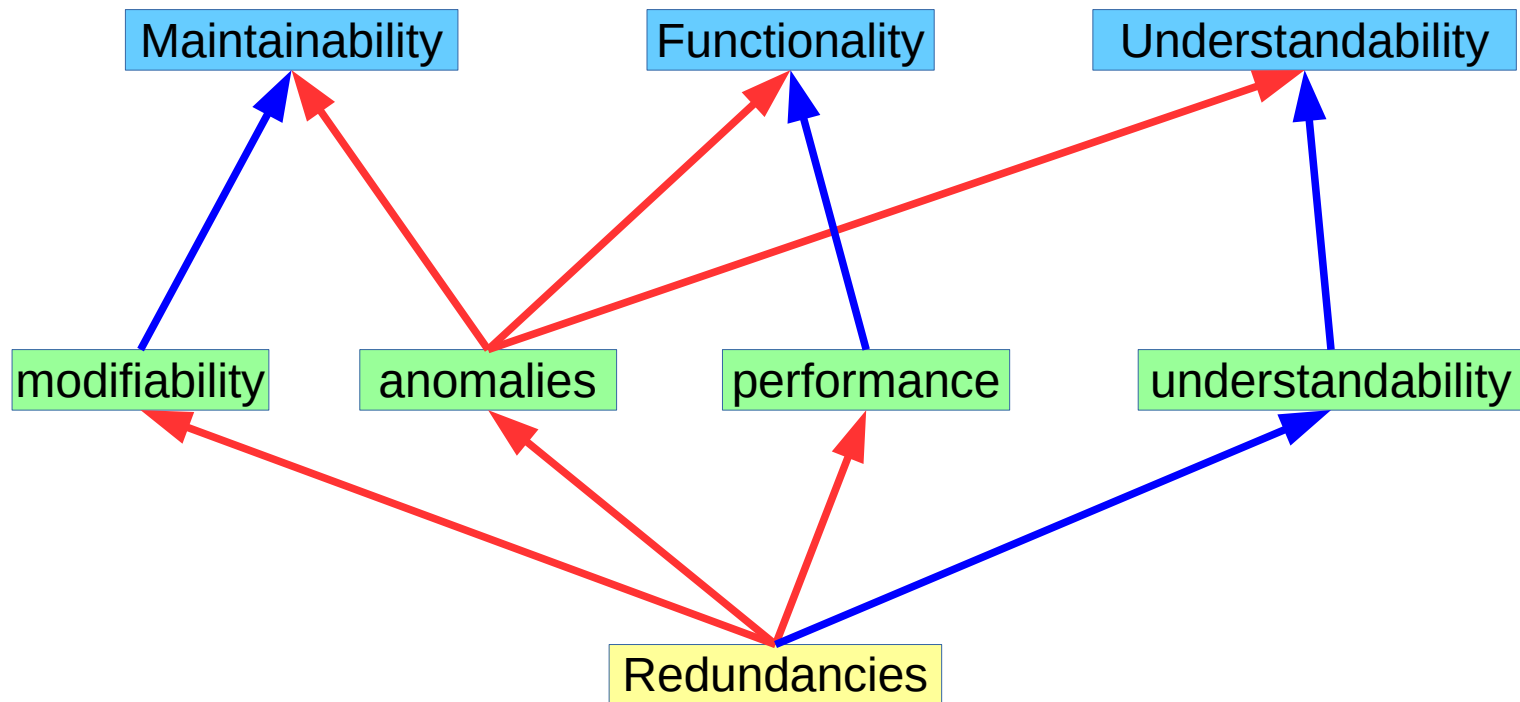 Maintainability
Functionality
Understandability
modifiability
anomalies
performance
understandability
Redundancies